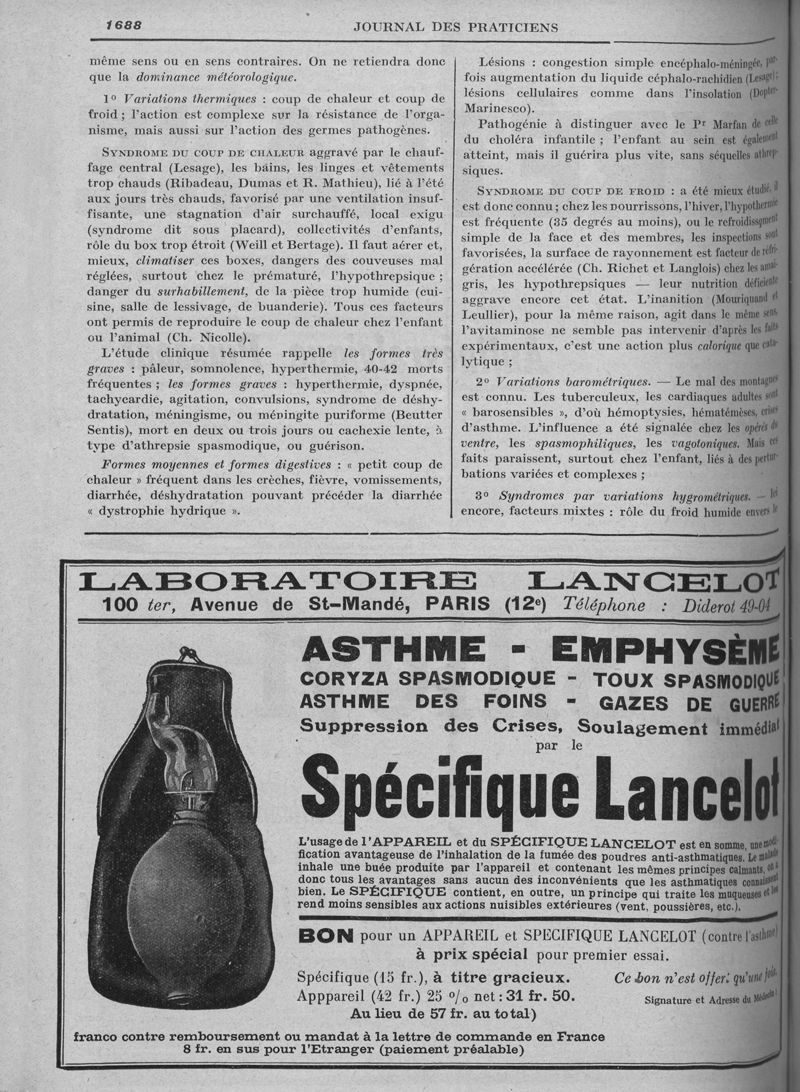 1688
JOURNAL DES PRATICIENS
même sens ou en sens contraires. On ne retiendra donc
que la dominance météorologique.
1º Variations thermiques : coup de chaleur et coup de
froid ; l'action est complexe sur la résistance de l'orga-
nisme, mais aussi sur l'action des germes pathogènes.
SYNDROME DU COUP DE CHALEUR aggravé par le chauf-
fage central (Lesage), les bains, les linges et vêtements
trop chauds (Ribadeau, Dumas et R. Mathieu), lié à l'été
aux jours très chauds, favorisé par une ventilation insuf-
fisante, une stagnation d'air surchauffé, local exigu
(syndrome dit sous placard), collectivités d'enfants,
rôle du box trop étroit (Weill et Bertage). Il faut aérer et,
mieux, climatiser ces boxes, dangers des couveuses mal
réglées, surtout chez le prématuré, l'hypothrepsique ;
danger du surhabillement, de la pièce trop humide (cui-
sine, salle de lessivage, de buanderie). Tous ces facteurs
ont permis de reproduire le coup de chaleur chez l'enfant
ou l'animal (Ch. Nicolle).
L'étude clinique résumée rappelle les formes très
graves : pâleur, somnolence, hyperthermie, 40-42 morts
fréquentes ; les formes graves : hyperthermie, dyspnée,
tachycardie, agitation, convulsions, syndrome de déshy-
dratation, méningisme, ou méningite puriforme (Beutter
Sentis), mort en deux ou trois jours ou cachexie lente, à
type d'athrepsie spasmodique, ou guérison.
Formes moyennes et formes digestives : « petit coup de
chaleur » fréquent dans les crèches, fièvre, vomissements,
diarrhée, déshydratation pouvant précéder la diarrhée
« dystrophie hydrique ».
Lésions : congestion simple encéphalo-méningée, par-
fois augmentation du liquide céphalo-rachidien (Lesage) ;
lésions cellulaires comme dans l'insolation (Dopter-
Marinesco).
Pathogénie à distinguer avec le Pr Marfan de celle
du choléra infantile ; l'enfant au sein est également
atteint, mais il guérira plus vite, sans séquelles athrep-
siques.
SYNDROME DU COUP DE FROID : a été mieux étudié, il
est donc connu ; chez les nourrissons, l'hiver, l'hypothermie
est fréquente (35 degrés au moins), ou le refroidissement
simple de la face et des membres, les inspections sont
favorisées, la surface de rayonnement est facteur de réfri-
gération accélérée (Ch. Richet et Langlois) chez les amai-
gris, les hypothrepsiques — leur nutrition déficiente
aggrave encore cet état. L'inanition (Mouriquand et
Leullier), pour la même raison, agit dans le même sens,
l'avitaminose ne semble pas intervenir d'après les faits
expérimentaux, c'est une action plus calorique que cata-
lytique ;
2º Variations barométriques. — Le mal des montagnes
est connu. Les tuberculeux, les cardiaques adultes sont
« barosensibles », d'où hémoptysies, hématémèses, crises
d'asthme. L'influence a été signalée chez les opérés du
ventre, les spasmophiliques, les vagotoniques. Mais ces
faits paraissent, surtout chez l'enfant, liés à des pertur-
bations variées et complexes ;
3º Syndromes par variations hygrométriques. — Ici
encore, facteurs mixtes : rôle du froid humide envers le
LABORATOIRE LANCELOT
100 ter, Avenue de St-Mandé, PARIS (12e) Téléphone : Diderot 49-04
ASTHME - EMPHYSÈME
CORYZA SPASMODIQUE - TOUX SPASMODIQUE
ASTHME DES FOINS - GAZES DE GUERRE
Suppression des Crises, Soulagement immédiat
par le
Spécifique Lancelot
L'usage de l'APPAREIL et du SPÉCIFIQUE LANCELOT est en somme, une modi-
fication avantageuse de l'inhalation de la fumée des poudres anti-asthmatiques. Le malade
inhale une buée produite par l'appareil et contenant les mêmes principes calmants, on a
donc tous les avantages sans aucun des inconvénients que les asthmatiques connaissent
bien. Le SPÉCIFIQUE contient, en outre, un principe qui traite les muqueuses et les
rend moins sensibles aux actions nuisibles extérieures (vent, poussières, etc.).
BON pour un APPAREIL et SPECIFIQUE LANCELOT (contre l'asthme)
à prix spécial pour premier essai.
Spécifique (15 fr.), à titre gracieux.
Apppareil (42 fr.) 25 % net : 31 fr. 50.
Au lieu de 57 fr. au total)
Ce bon n'est offert qu'une fois.
Signature et Adresse du Médecin :
franco contre remboursement ou mandat à la lettre de commande en France
8 fr. en sus pour l'Etranger (paiement préalable)